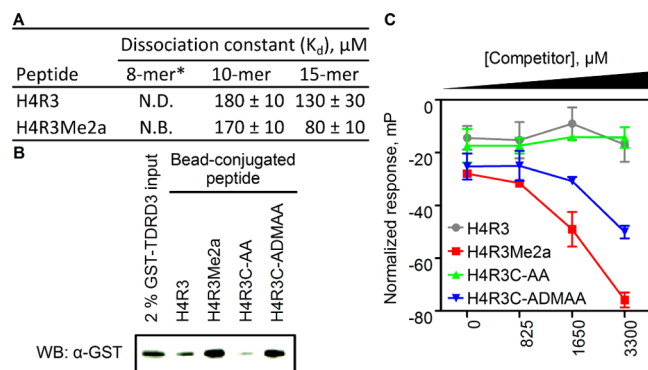 A
Dissociation constant (Kd), µM
Peptide 8-mer* 10-mer 15-mer
H4R3 N.D. 180 ± 10 130 ± 30
H4R3Me2a N.B. 170 ± 10 80 ± 10
B
Bead-conjugated
peptide
2 % GST-TDRD3 input
H4R3
H4R3Me2a
H4R3C-AA
H4R3C-ADMAA
WB: α-GST
C
[Competitor], µM
Normalized response, mP
0
-20
-40
-60
-80
H4R3
H4R3Me2a
H4R3C-AA
H4R3C-ADMAA
0
825
1650
3300